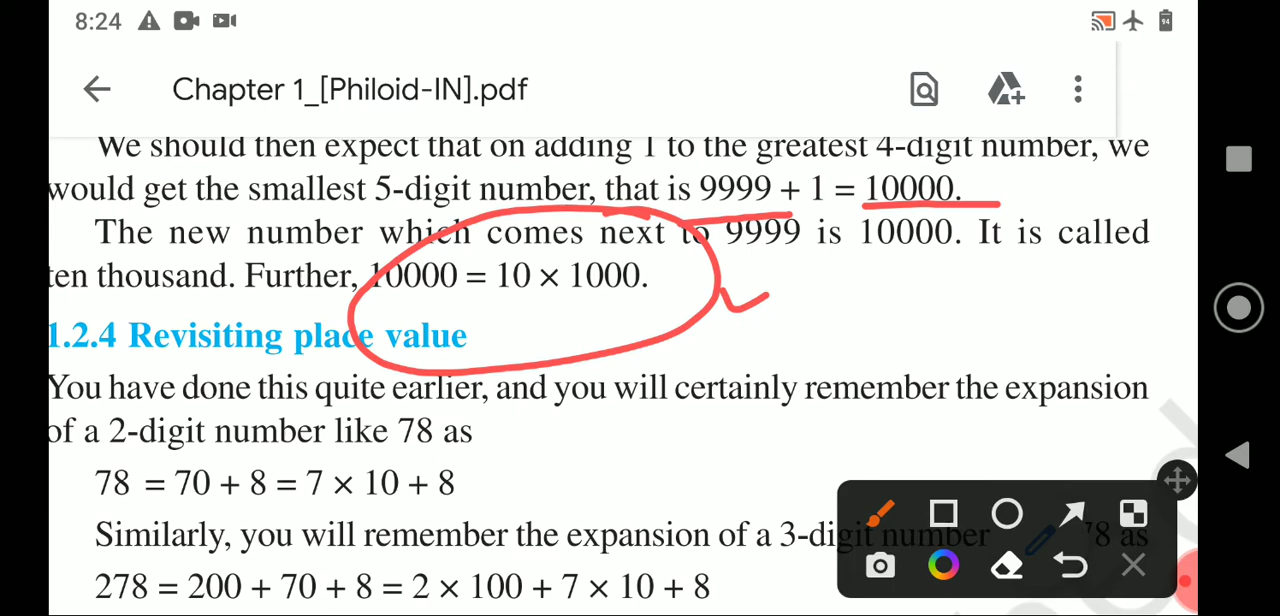 8:24
94
Chapter 1_[Philoid-IN].pdf
We should then expect that on adding 1 to the greatest 4-digit number, we
would get the smallest 5-digit number, that is 9999 + 1 = 10000.
The new number which comes next to 9999 is 10000. It is called
ten thousand. Further, 10000 = 10 × 1000.
1.2.4 Revisiting place value
You have done this quite earlier, and you will certainly remember the expansion
of a 2-digit number like 78 as
78 = 70 + 8 = 7 × 10 + 8
Similarly, you will remember the expansion of a 3-digit number 78 as
278 = 200 + 70 + 8 = 2 × 100 + 7 × 10 + 8